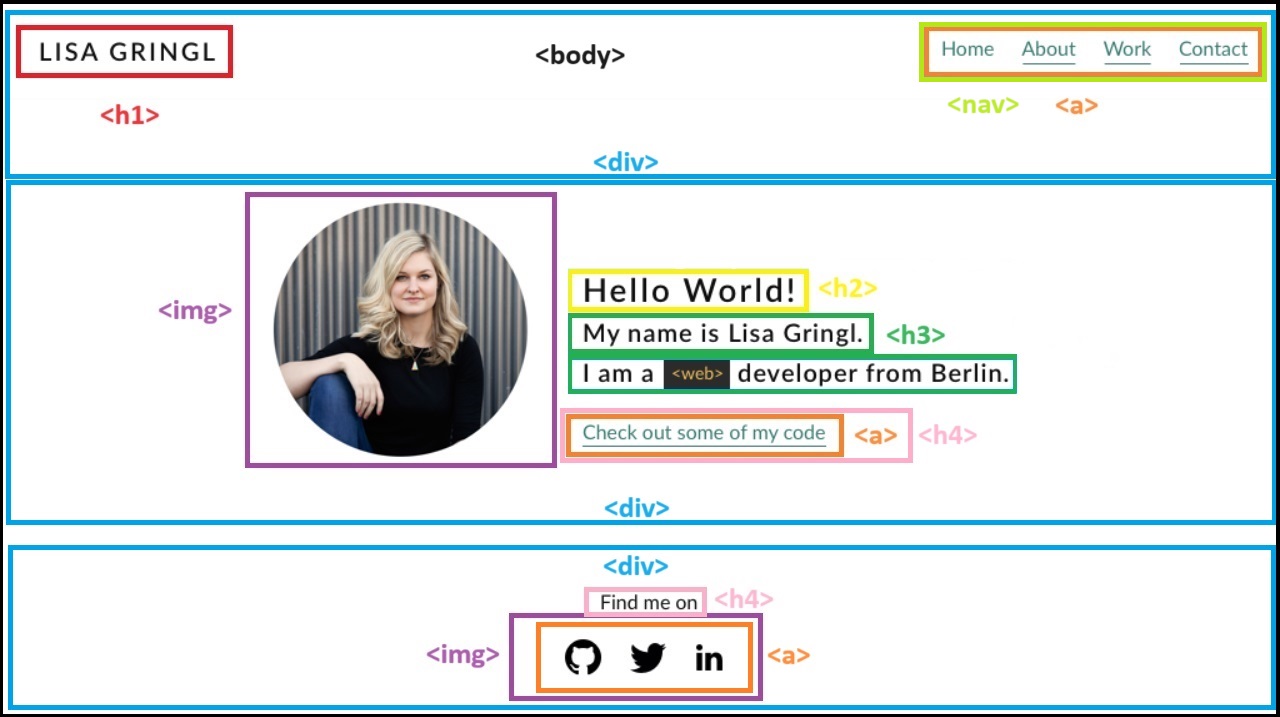 LISA GRINGL
<body>
Home About Work Contact
<h1>
<nav> <a>
<div>
<img>
Hello World! <h2>
My name is Lisa Gringl. <h3>
I am a <web> developer from Berlin.
Check out some of my code <a> <h4>
<div>
<div>
Find me on <h4>
<img> in <a>